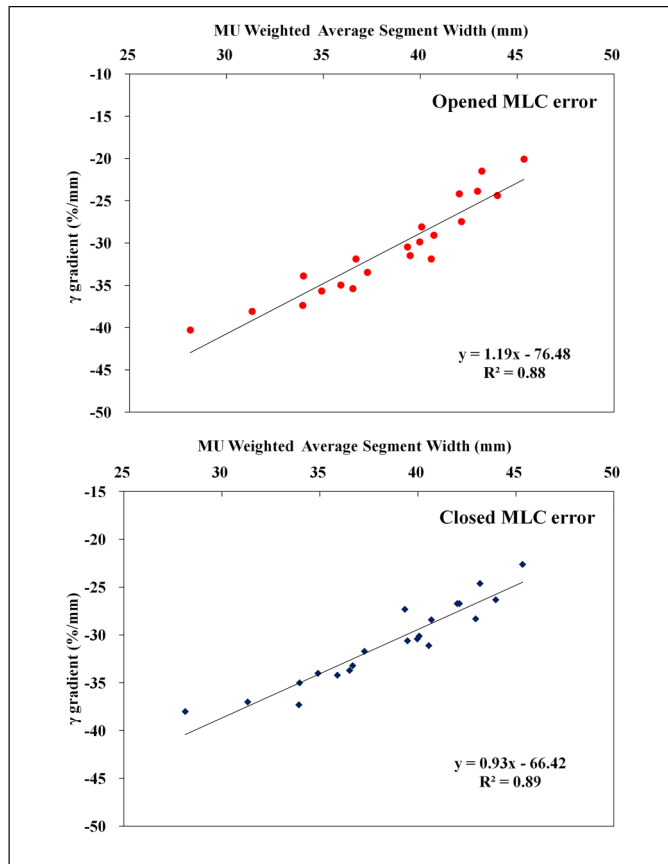 MU Weighted Average Segment Width (mm)
25 30 35 40 45 50
-10
Opened MLC error
-15
-20
-25
-30
-35
-40
-45
-50
γ gradient (%/mm)
y = 1.19x - 76.48
R² = 0.88
MU Weighted Average Segment Width (mm)
25 30 35 40 45 50
-15
Closed MLC error
-20
-25
-30
-35
-40
-45
-50
γ gradient (%/mm)
y = 0.93x - 66.42
R² = 0.89